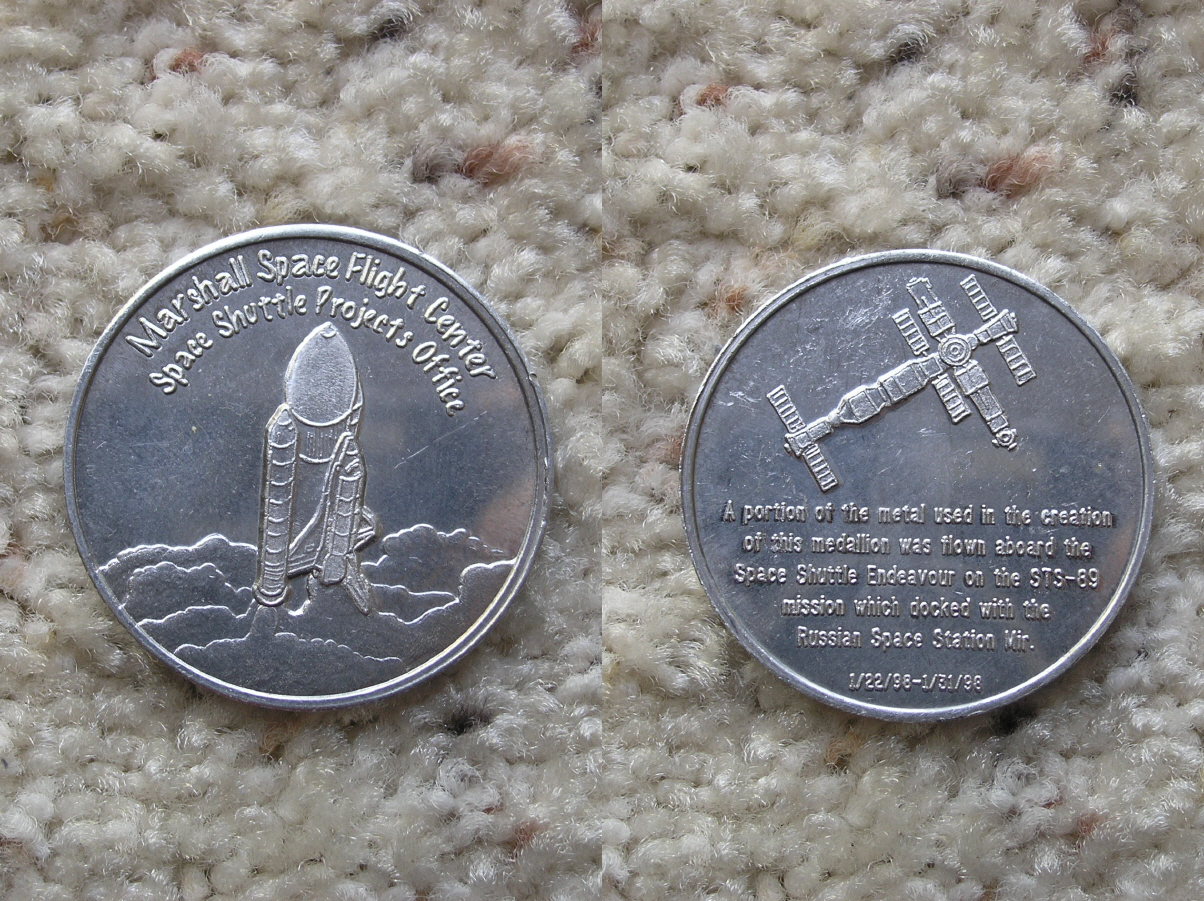 Marshall Space Flight Center
Space Shuttle Projects Office
A portion of the metal used in the creation
of this medallion was flown aboard the
Space Shuttle Endeavour on the STS-89
mission which docked with the
Russian Space Station Mir.
1/22/98-1/31/98